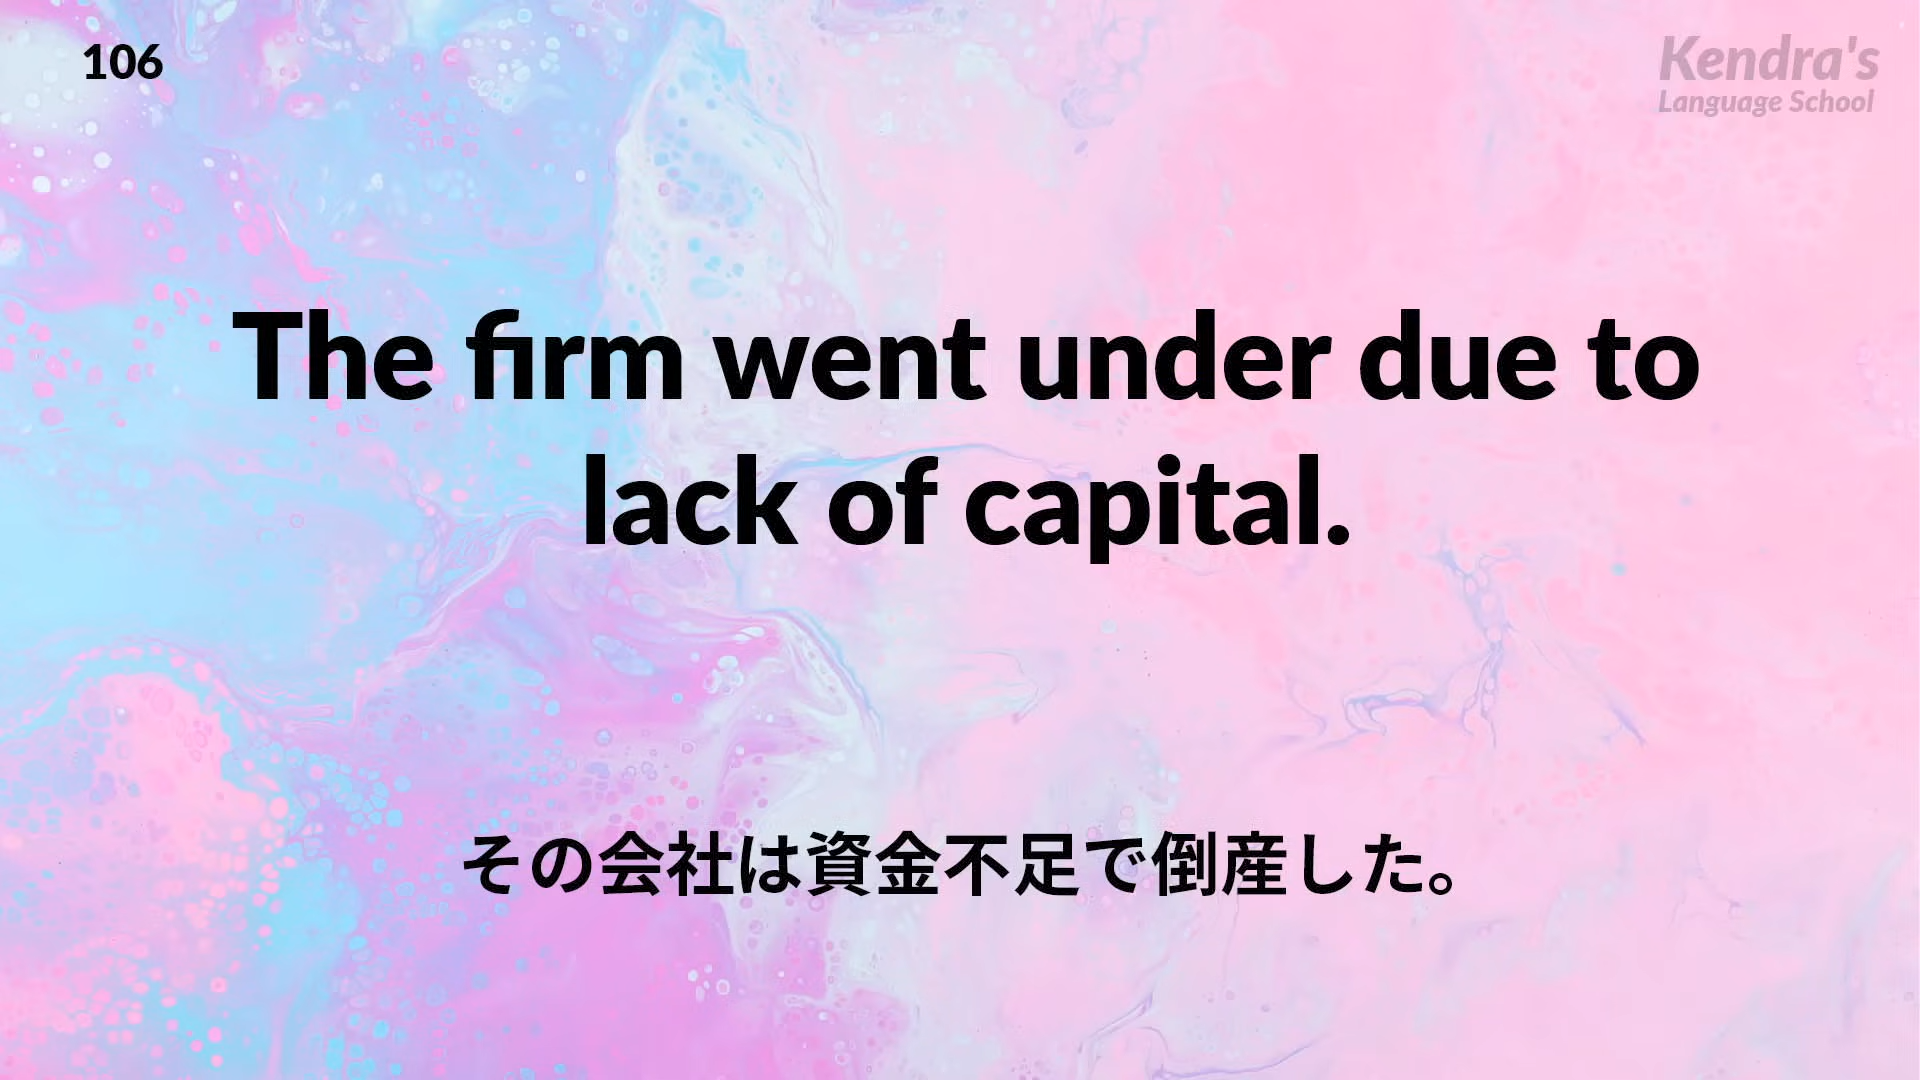 106
Kendra's
Language School
The firm went under due to
lack of capital.
その会社は資金不足で倒産した。